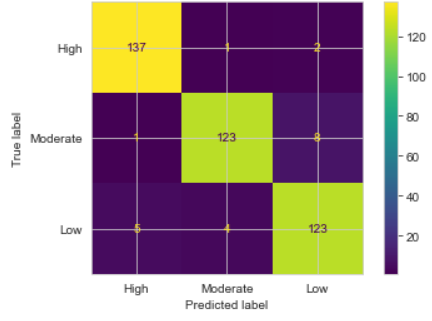 High 137 1 2 120
100
Moderate 1 123 8 80
60
40
Low 5 4 123 20
High Moderate Low
Predicted label
True label